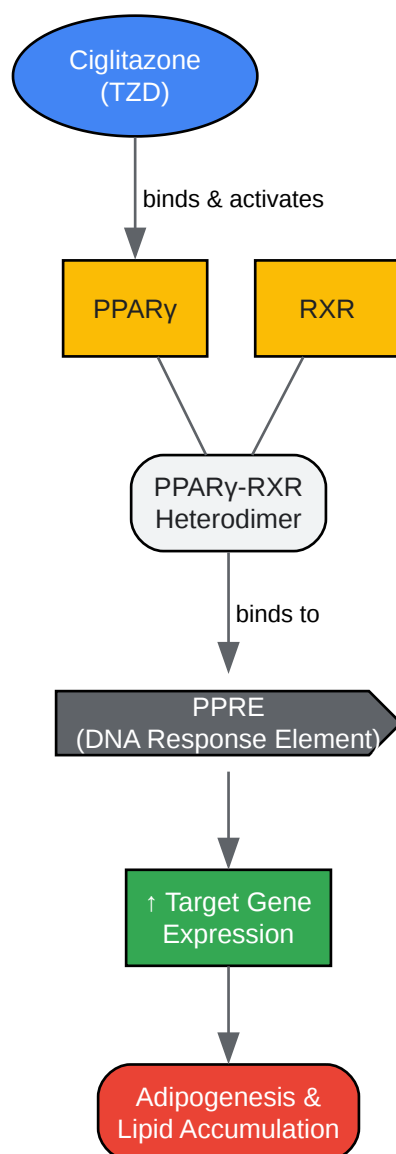 Ciglitazone
(TZD)
binds & activates
PPARγ
RXR
PPARγ-RXR
Heterodimer
binds to
PPRE
(DNA Response Element)
↑ Target Gene
Expression
Adipogenesis &
Lipid Accumulation